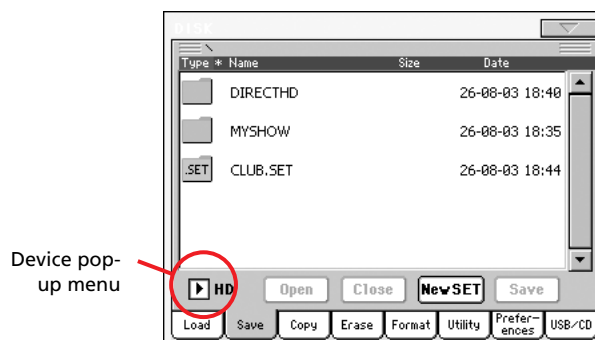 DISK
Type * Name Size Date
DIRECTHD 26-08-03 18:40
MYSHOW 26-08-03 18:35
.SET CLUB.SET 26-08-03 18:44
Device pop-
up menu
HD Open Close New SET Save
Load Save Copy Erase Format Utility Prefer-
ences USB/CD